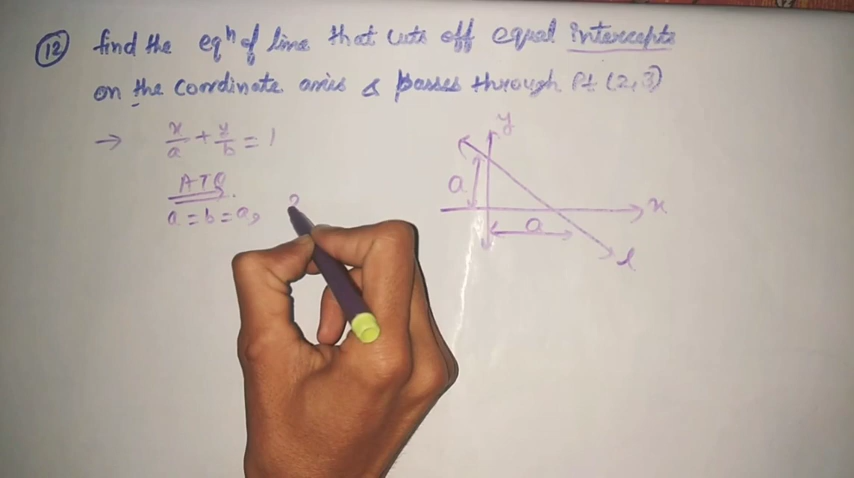 12 find the eqn of line that cuts off equal intercepts
on the coordinate axis & passes through Pt (2,3)
→ x/a + y/b = 1
ATQ
a = b = a,
y
a
x
a
l